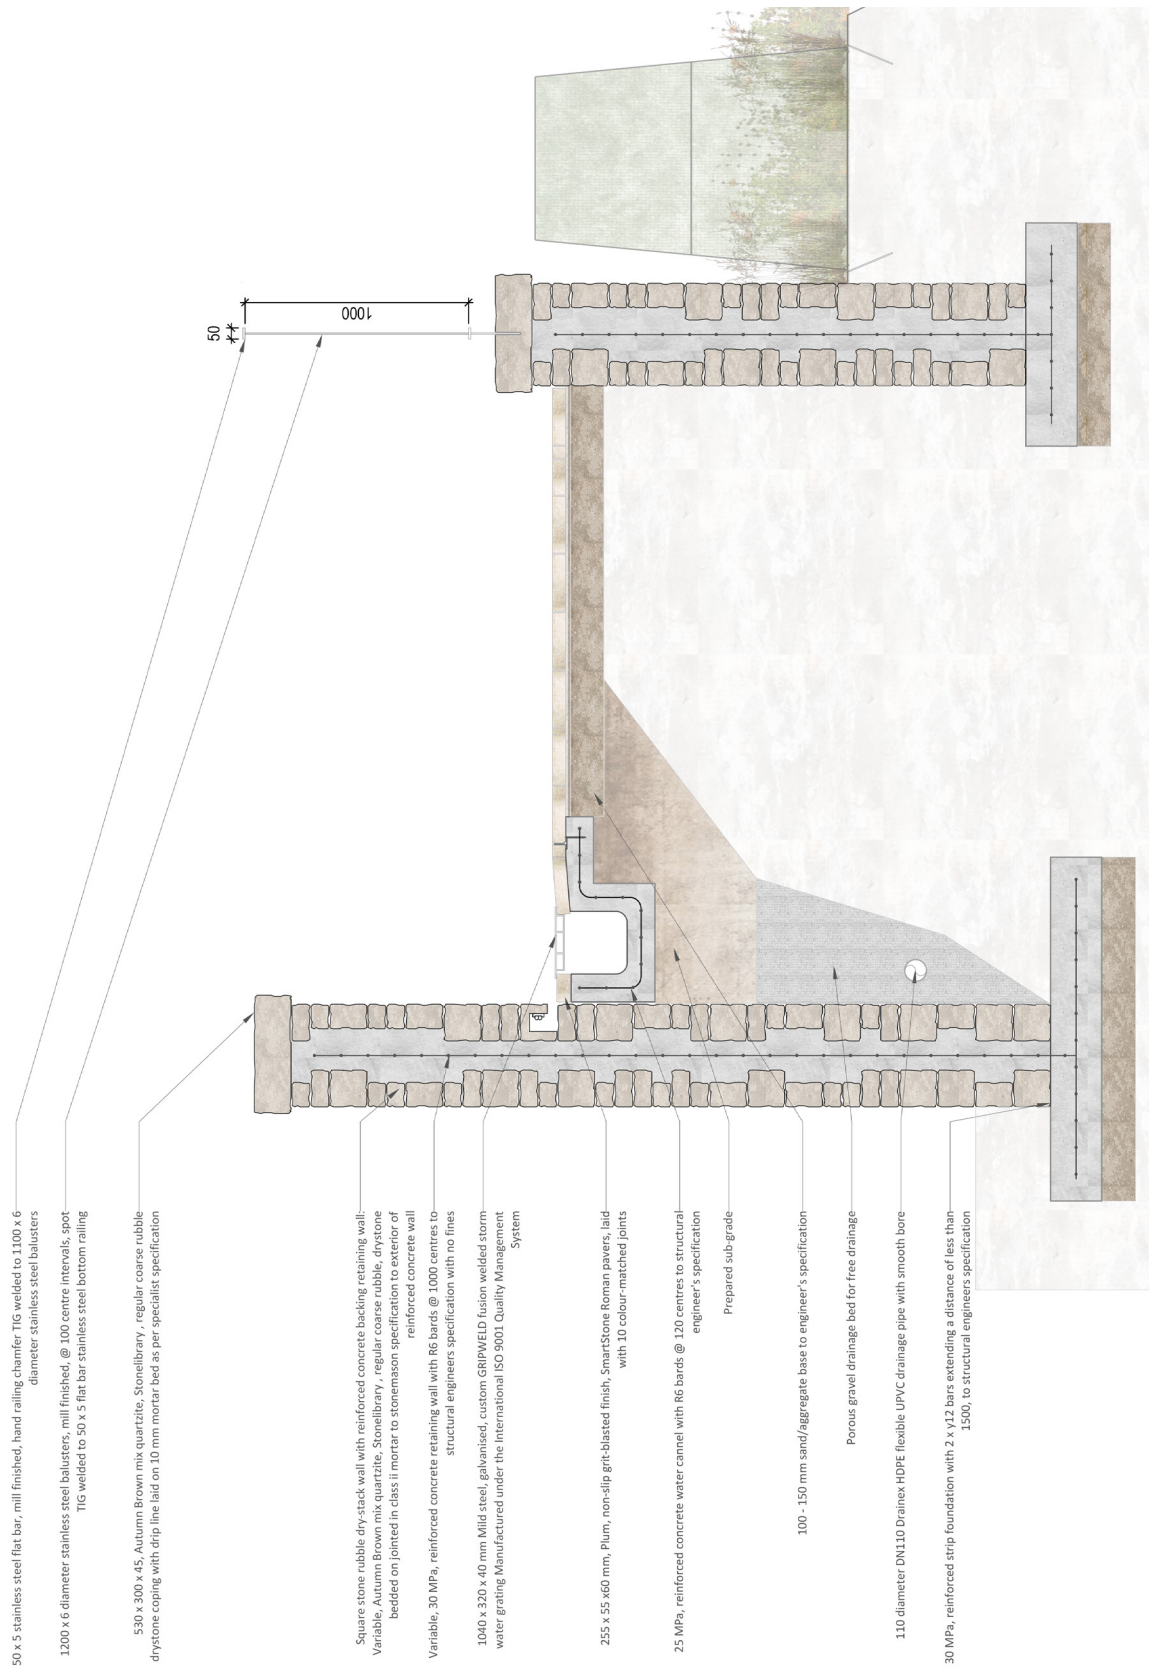 50 x 5 stainless steel flat bar, mill finished, hand railing chamfer TIG welded to 1100 x 6
diameter stainless steel balusters
1200 x 6 diameter stainless steel balusters, mill finished, @ 100 centre intervals, spot
TIG welded to 50 x 5 flat bar stainless steel bottom railing
530 x 300 x 45, Autumn Brown mix quartzite, Stonelibrary , regular coarse rubble
drystone coping with drip line laid on 10 mm mortar bed as per specialist specification
Square stone rubble dry-stack wall with reinforced concrete backing retaining wall:
Variable, Autumn Brown mix quartzite, Stonelibrary , regular coarse rubble, drystone
bedded on jointed in class ii mortar to stonemason specification to exterior of
reinforced concrete wall
Variable, 30 MPa, reinforced concrete retaining wall with R6 bards @ 1000 centres to
structural engineers specification with no fines
1040 x 320 x 40 mm Mild steel, galvanised, custom GRIPWELD fusion welded storm
water grating Manufactured under the International ISO 9001 Quality Management
System
255 x 55 x60 mm, Plum, non-slip grit-blasted finish, SmartStone Roman pavers, laid
with 10 colour-matched joints
25 MPa, reinforced concrete water cannel with R6 bards @ 120 centres to structural
engineer's specification
Prepared sub-grade
100 - 150 mm sand/aggregate base to engineer's specification
Porous gravel drainage bed for free drainage
110 diameter DN110 Drainex HDPE flexible UPVC drainage pipe with smooth bore
30 MPa, reinforced strip foundation with 2 x y12 bars extending a distance of less than
1500, to structural engineers specification
50
1000